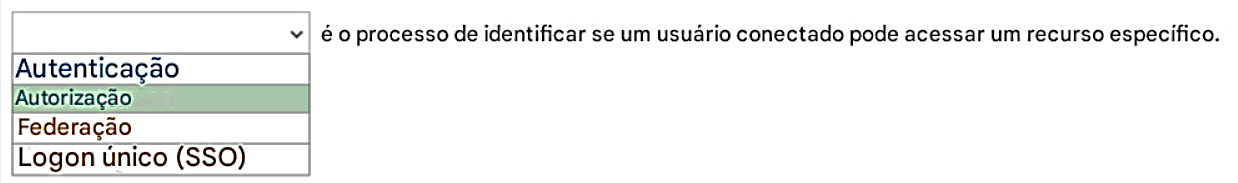 é o processo de identificar se um usuário conectado pode acessar um recurso específico.
Autenticação
Autorização
Federação
Logon único (SSO)